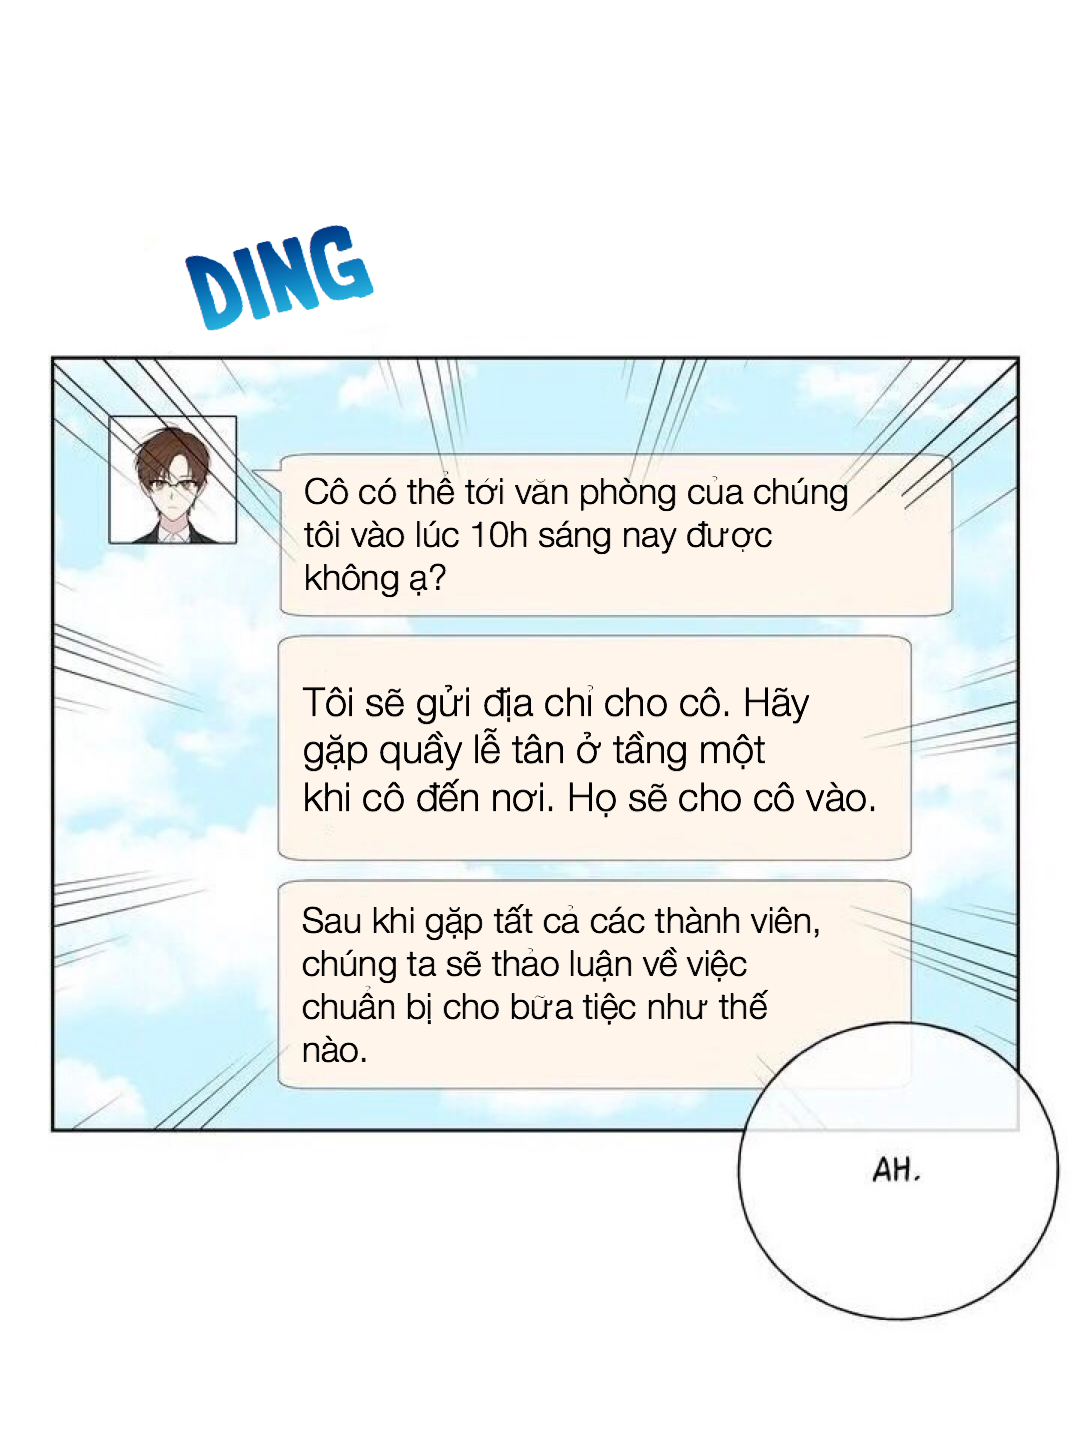 DING
Cô có thể tới văn phòng của chúng
tôi vào lúc 10h sáng nay được
không ạ?
Tôi sẽ gửi địa chỉ cho cô. Hãy
gặp quầy lễ tân ở tầng một
khi cô đến nơi. Họ sẽ cho cô vào.
Sau khi gặp tất cả các thành viên,
chúng ta sẽ thảo luận về việc
chuẩn bị cho bữa tiệc như thế
nào.
AH.